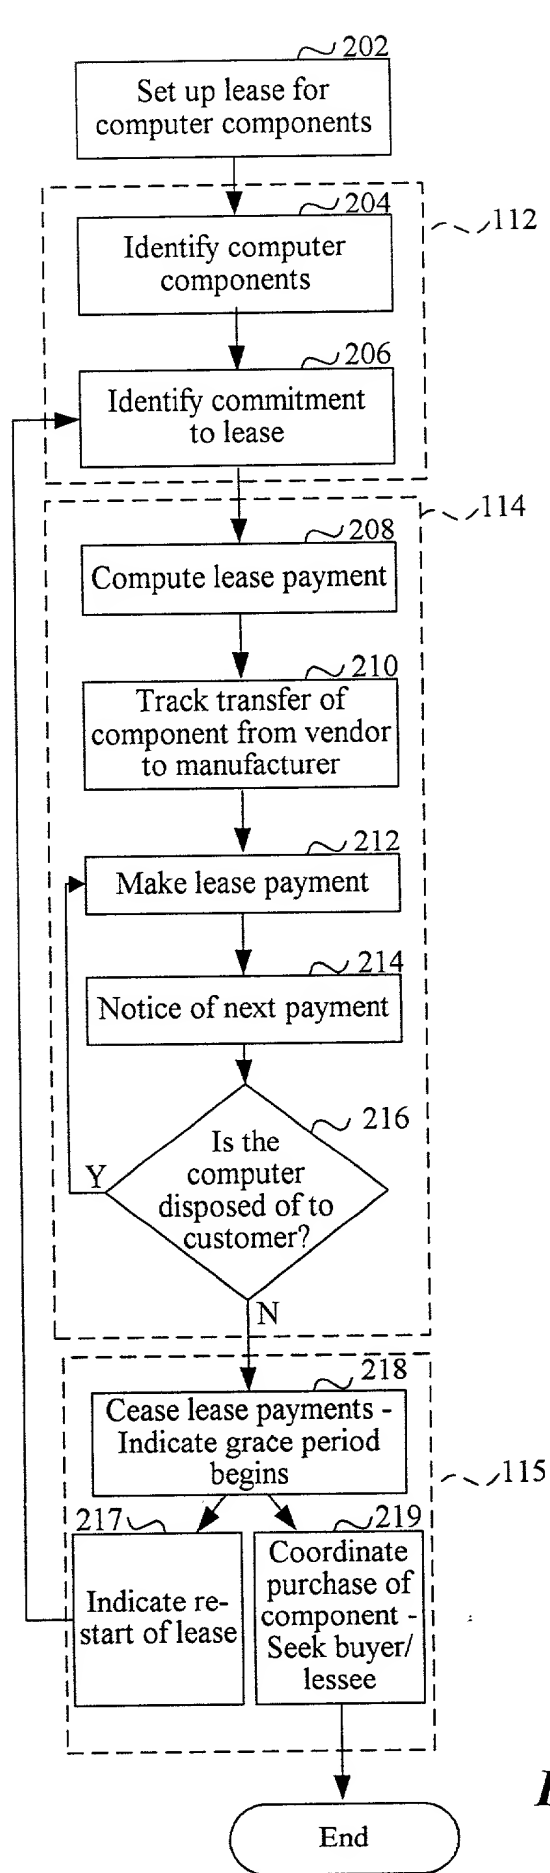 202
Set up lease for
computer components
204
112
Identify computer
components
206
Identify commitment
to lease
114
208
Compute lease payment
210
Track transfer of
component from vendor
to manufacturer
212
Make lease payment
214
Notice of next payment
216
Is the
computer
disposed of to
customer?
Y
N
218
Cease lease payments -
Indicate grace period
begins
115
217
219
Indicate re-
start of lease
Coordinate
purchase of
component -
Seek buyer/
lessee
End